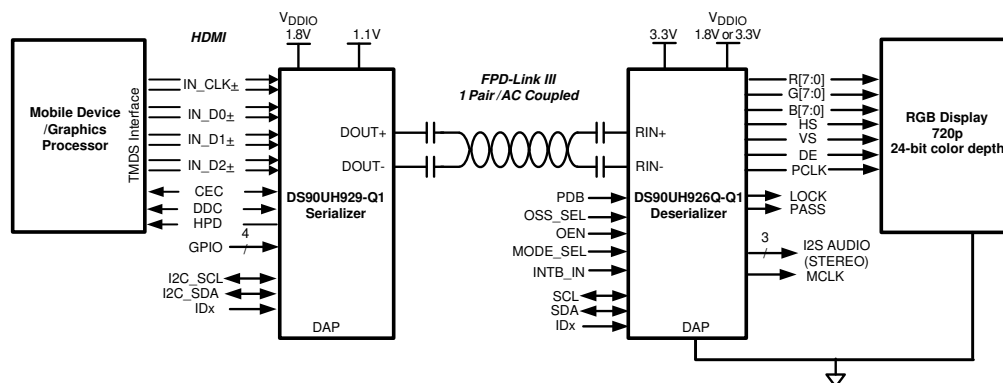 HDMI
V DDIO
1.8V
1.1V
FPD-Link III
1 Pair /AC Coupled
3.3V
V DDIO
1.8V or 3.3V
Mobile Device
/Graphics
Processor
TMDS Interface
IN_CLK±
IN_D0±
IN_D1±
IN_D2±
CEC
DDC
HPD
GPIO
4
I2C_SCL
I2C_SDA
IDx
DOUT+
DOUT-
DS90UH929-Q1
Serializer
DAP
RIN+
RIN-
DS90UH926Q-Q1
Deserializer
DAP
PDB
OSS_SEL
OEN
MODE_SEL
INTB_IN
SCL
SDA
IDx
R[7:0]
G[7:0]
B[7:0]
HS
VS
DE
PCLK
LOCK
PASS
3
I2S AUDIO
(STEREO)
MCLK
RGB Display
720p
24-bit color depth